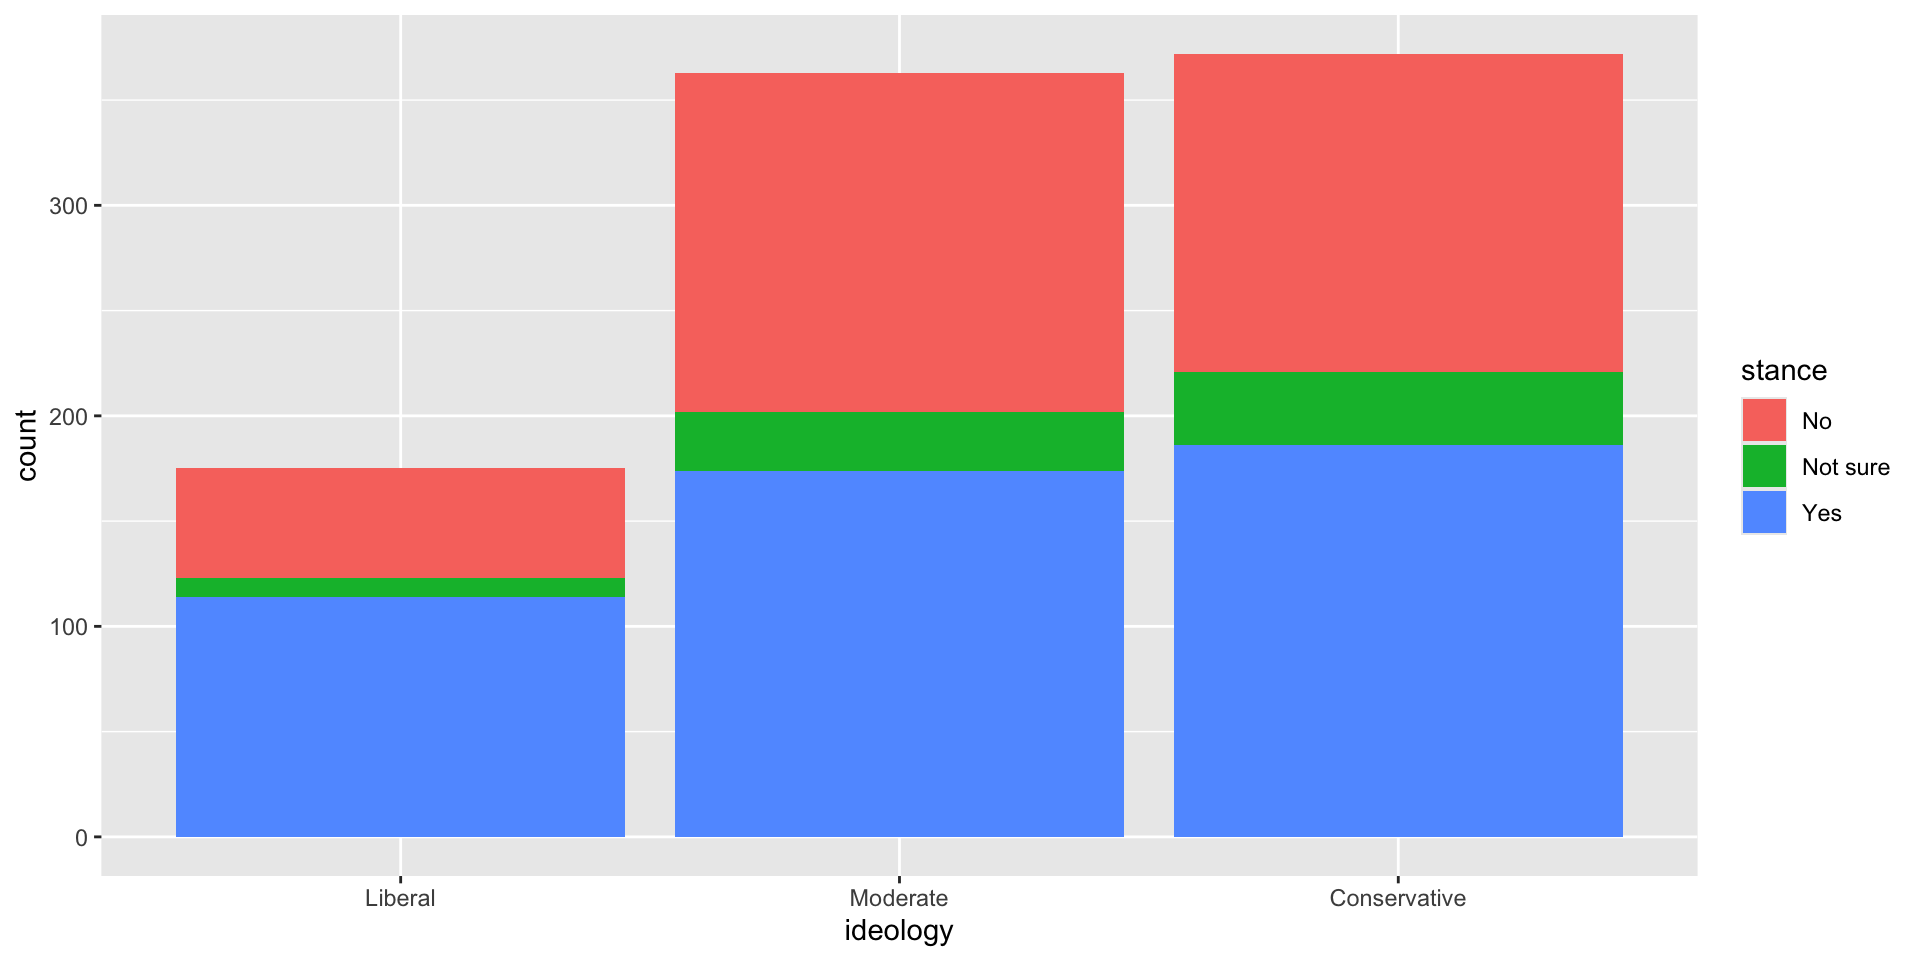 count
300
200
100
0
Liberal
Moderate
Conservative
ideology
stance
No
Not sure
Yes